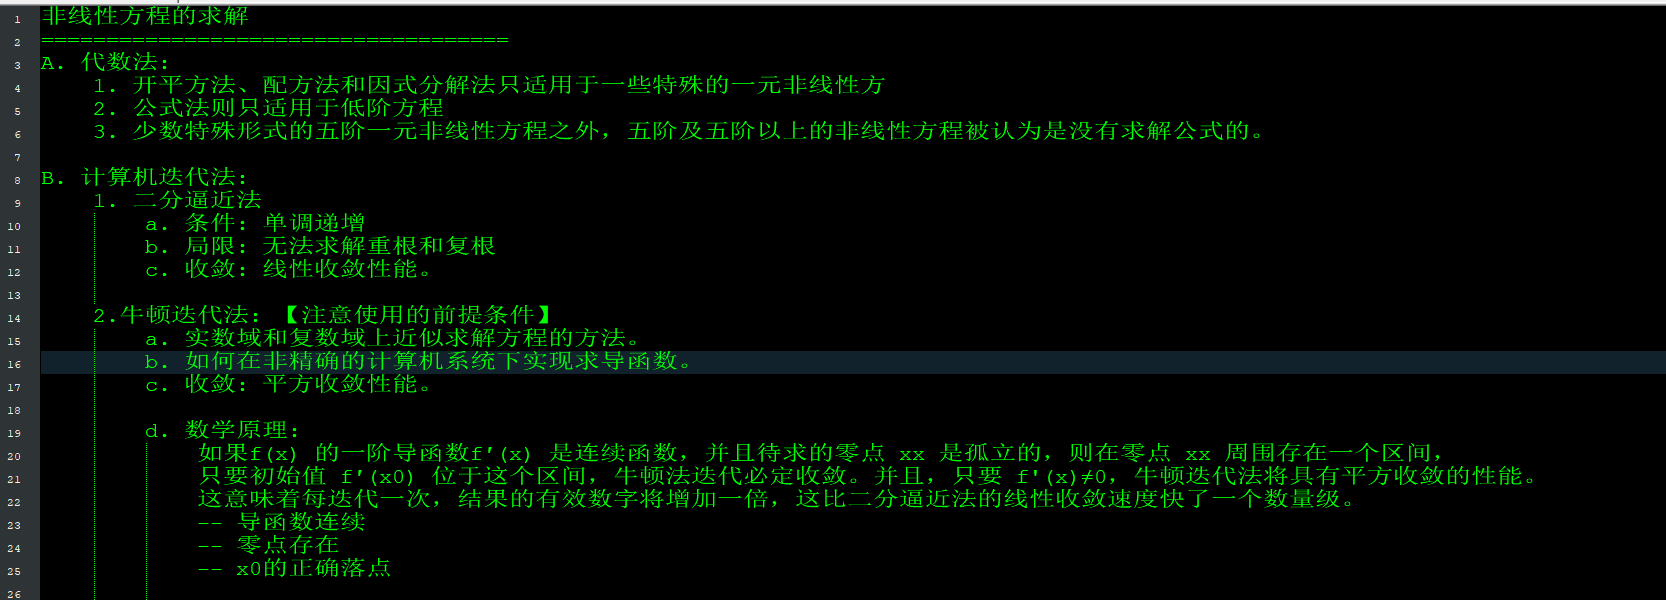 1 非线性方程的求解
2 ====================================
3 A. 代数法：
4 1. 开平方法、配方法和因式分解法只适用于一些特殊的一元非线性方
5 2. 公式法则只适用于低阶方程
6 3. 少数特殊形式的五阶一元非线性方程之外，五阶及五阶以上的非线性方程被认为是没有求解公式的。
7
8 B. 计算机迭代法：
9 1. 二分逼近法
10 a. 条件：单调递增
11 b. 局限：无法求解重根和复根
12 c. 收敛：线性收敛性能。
13
14 2.牛顿迭代法：【注意使用的前提条件】
15 a. 实数域和复数域上近似求解方程的方法。
16 b. 如何在非精确的计算机系统下实现求导函数。
17 c. 收敛：平方收敛性能。
18
19 d. 数学原理：
20 如果f(x) 的一阶导函数f'(x) 是连续函数，并且待求的零点 xx 是孤立的，则在零点 xx 周围存在一个区间，
21 只要初始值 f'(x0) 位于这个区间，牛顿法迭代必定收敛。并且，只要 f'(x)≠0，牛顿迭代法将具有平方收敛的性能。
22 这意味着每迭代一次，结果的有效数字将增加一倍，这比二分逼近法的线性收敛速度快了一个数量级。
23 -- 导函数连续
24 -- 零点存在
25 -- x0的正确落点
26